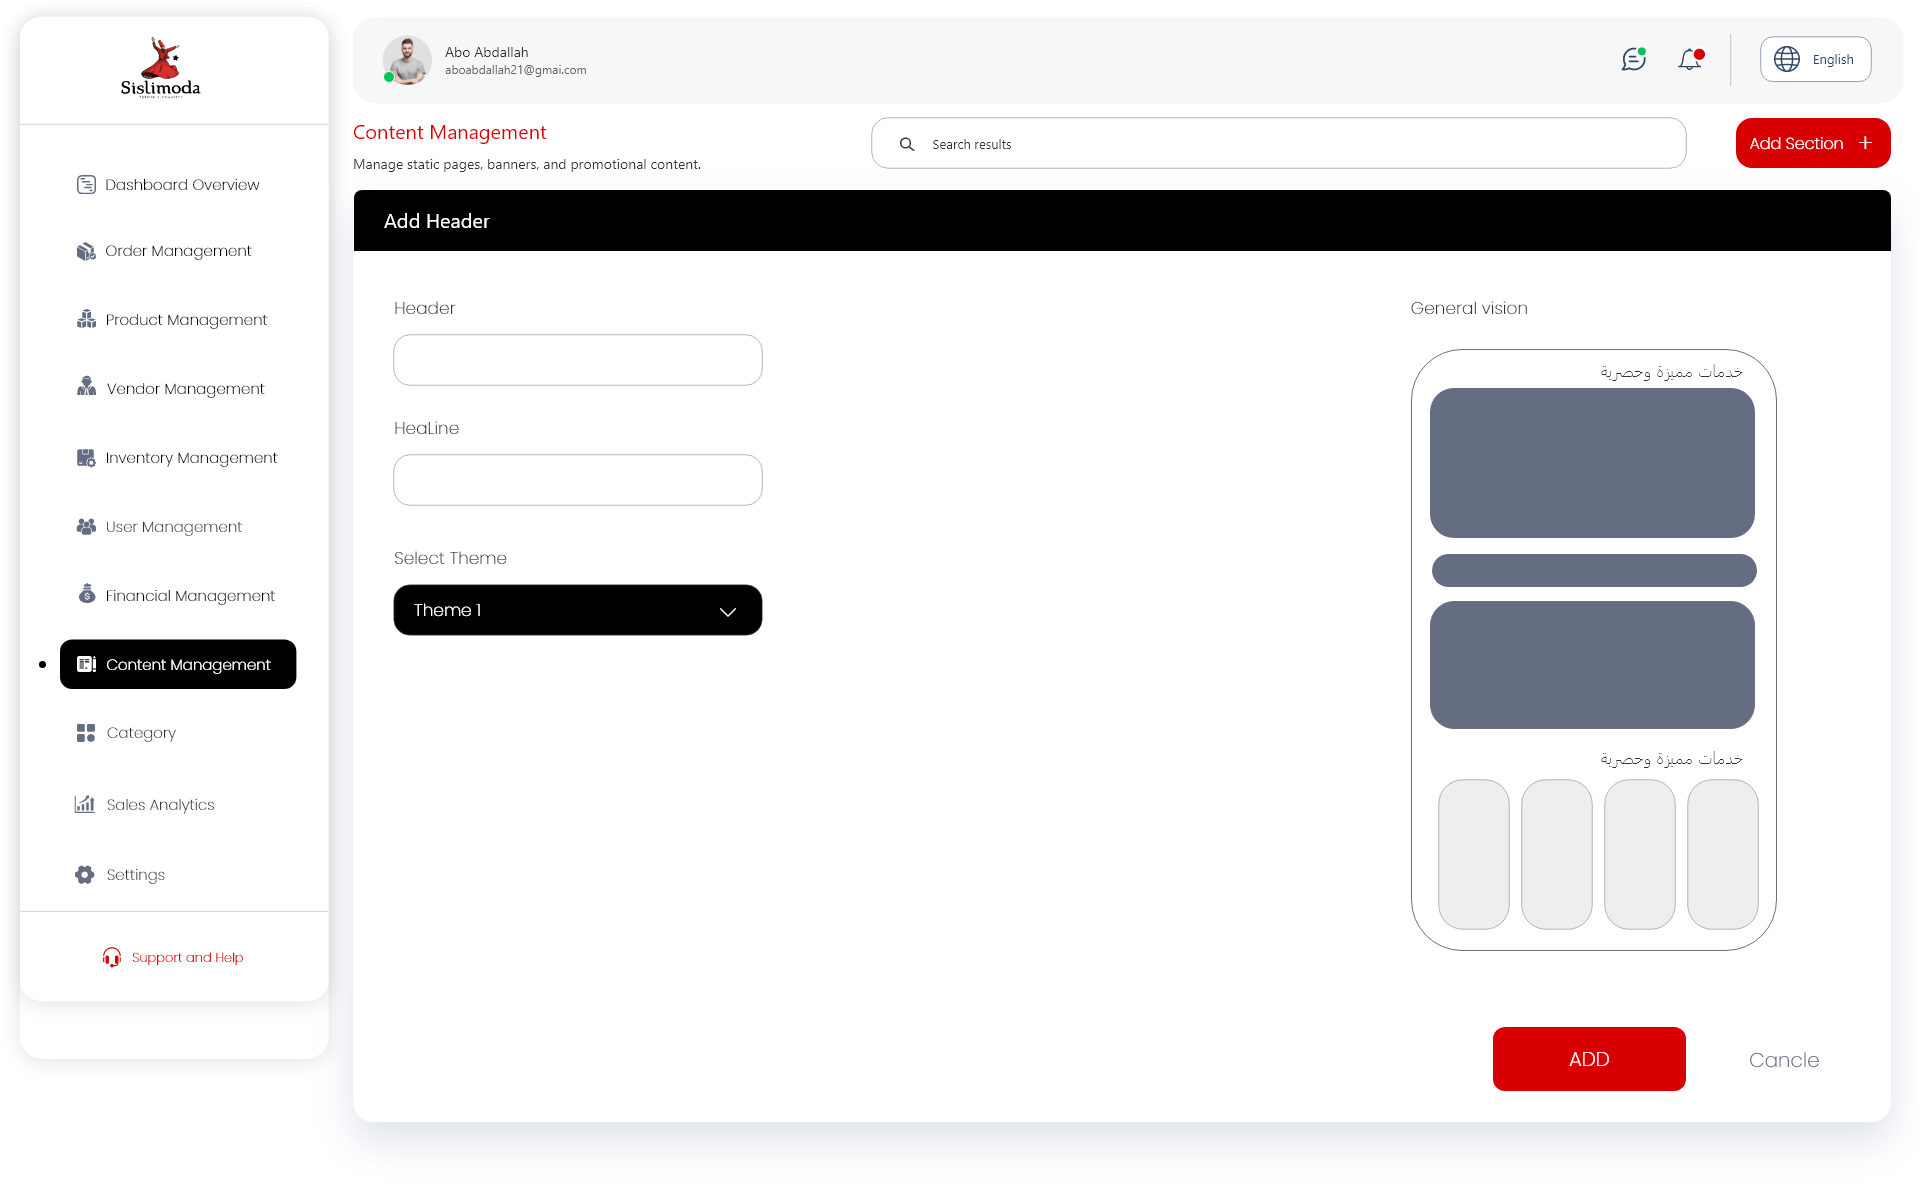 Sislimoda
Dashboard Overview
Order Management
Product Management
Vendor Management
Inventory Management
User Management
Financial Management
Content Management
Category
Sales Analytics
Settings
Support and Help
Abo Abdallah
aboabdallah21@gmai.com
English
Content Management
Manage static pages, banners, and promotional content.
Search results
Add Section
Add Header
Header
HeaLine
Select Theme
Theme 1
General vision
خدمات مميزة وحصرية
خدمات مميزة وحصرية
ADD
Cancle